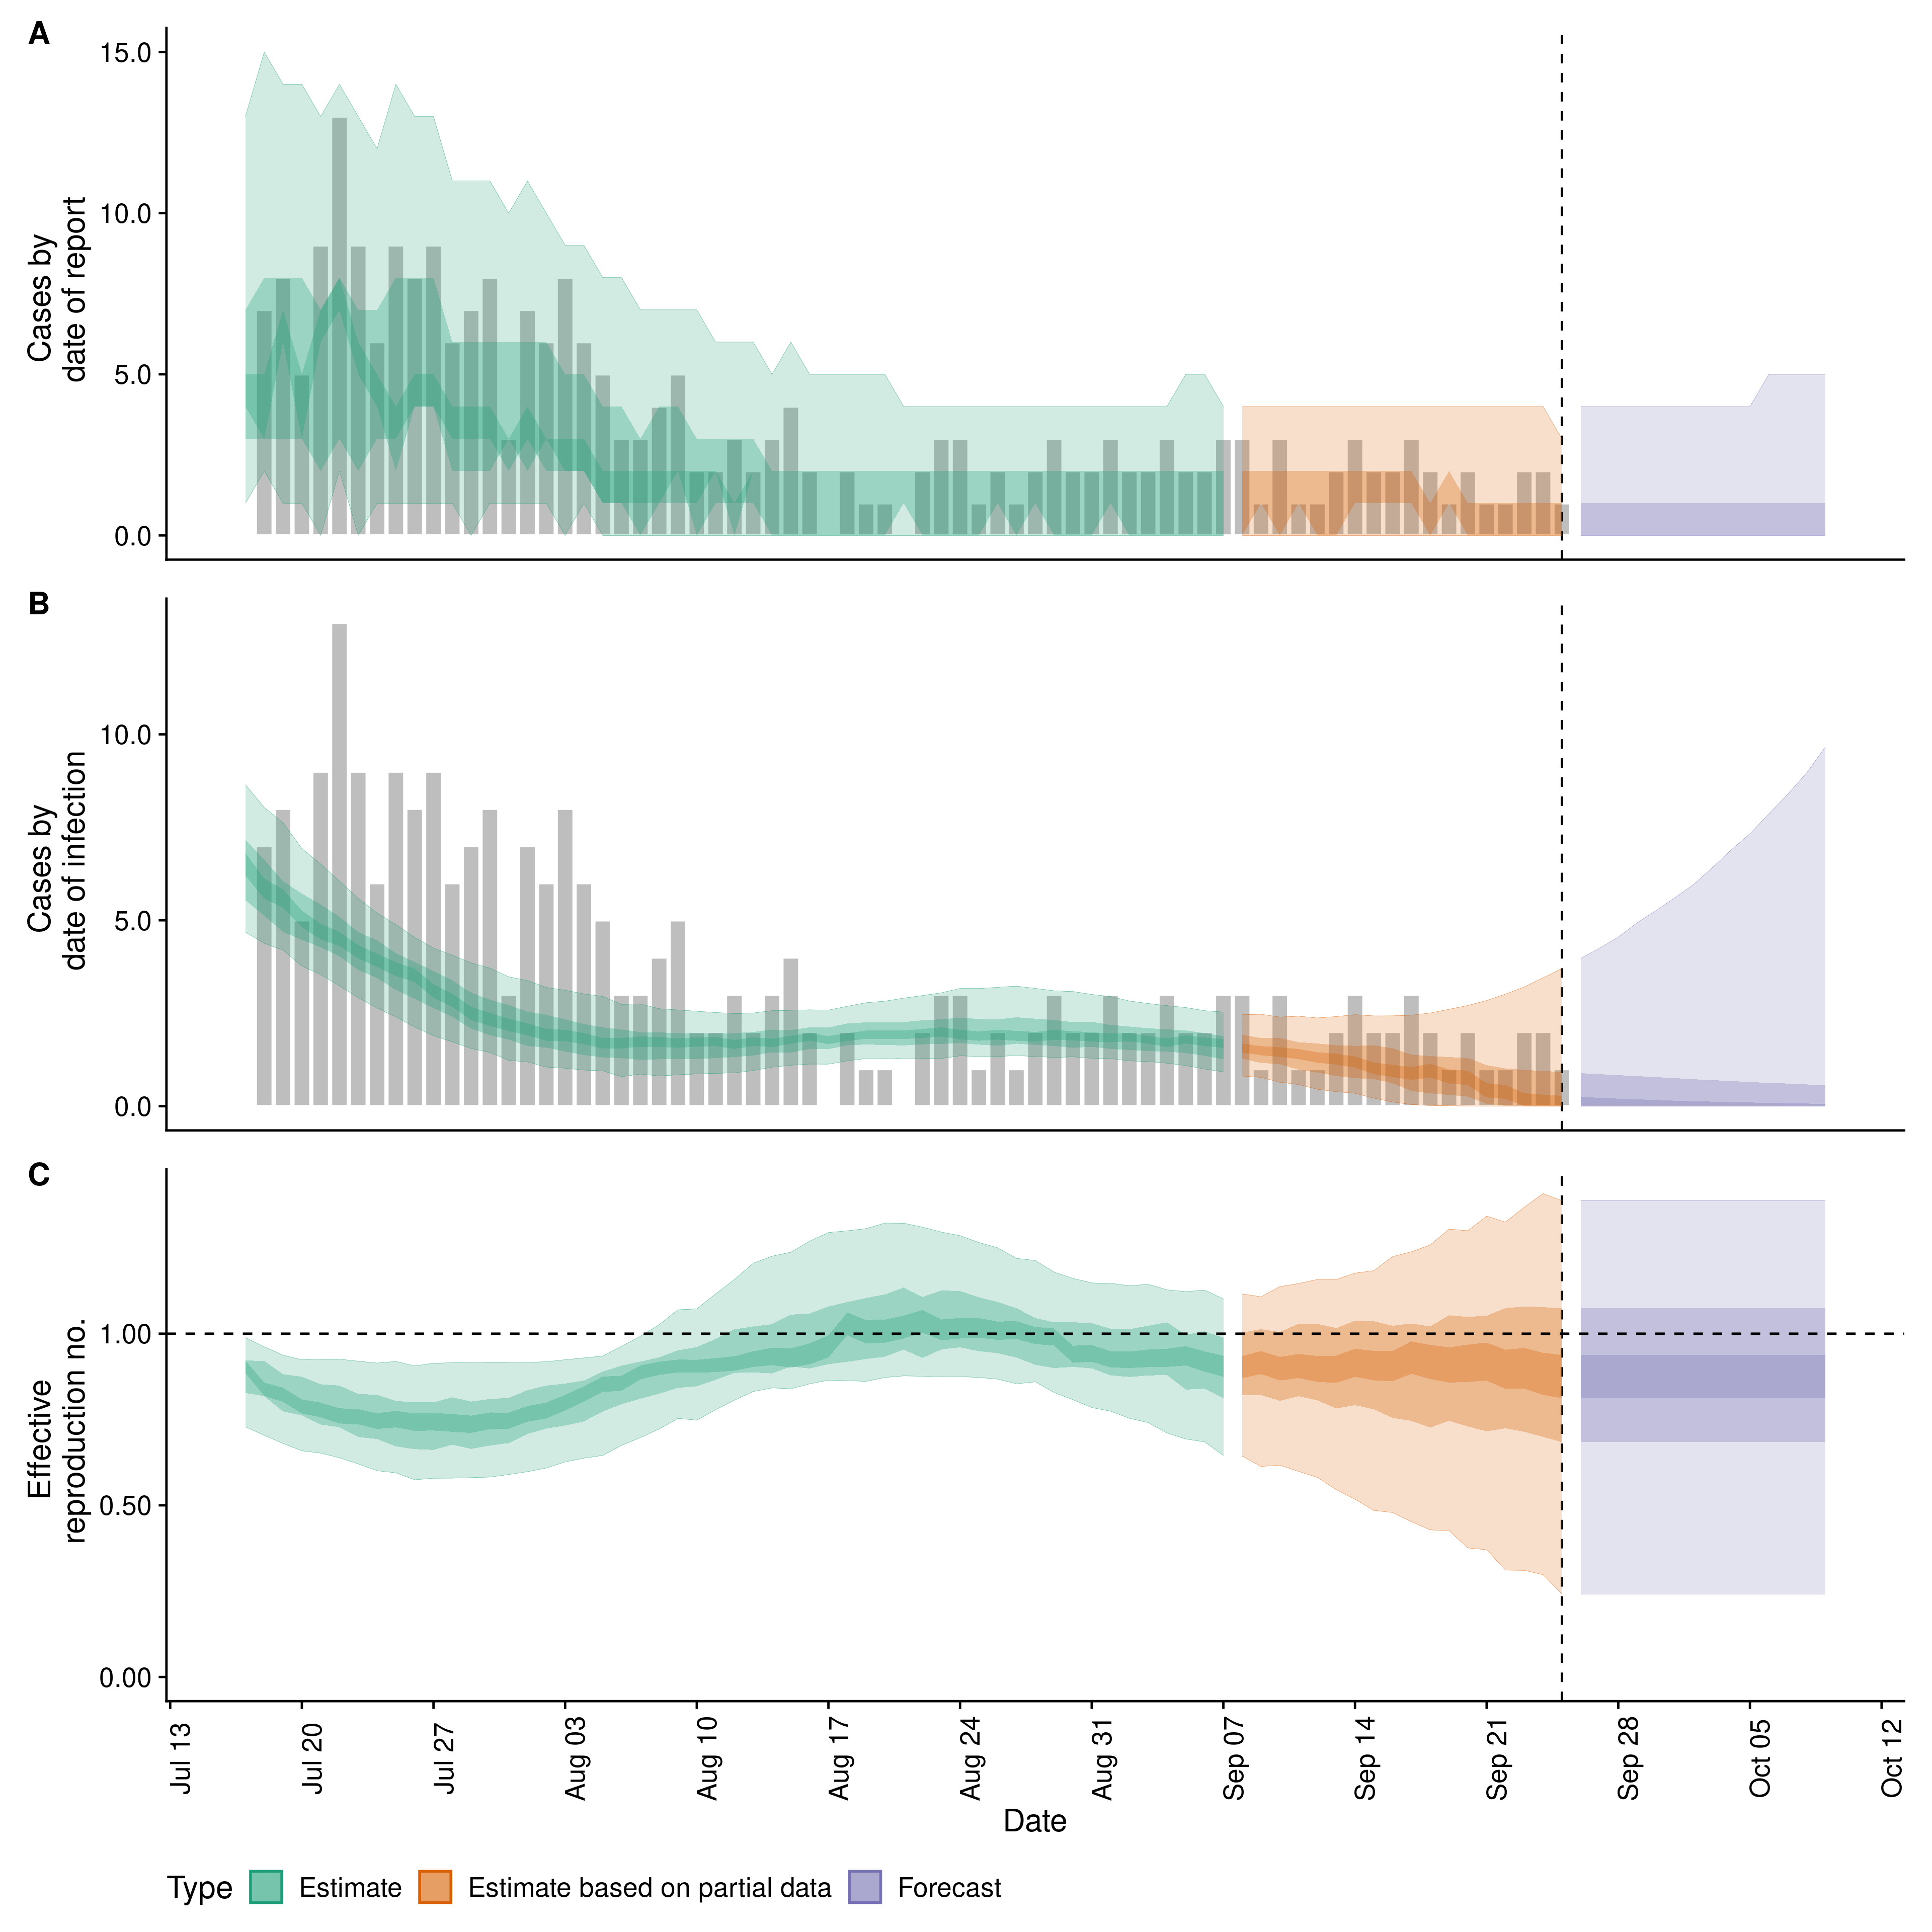 A
15.0
10.0
5.0
0.0
Cases by
date of report
B
10.0
5.0
0.0
Cases by
date of infection
C
1.00
0.50
0.00
Effective
reproduction no.
Jul 13
Jul 20
Jul 27
Aug 03
Aug 10
Aug 17
Aug 24
Aug 31
Sep 07
Sep 14
Sep 21
Sep 28
Oct 05
Oct 12
Date
Type Estimate Estimate based on partial data Forecast